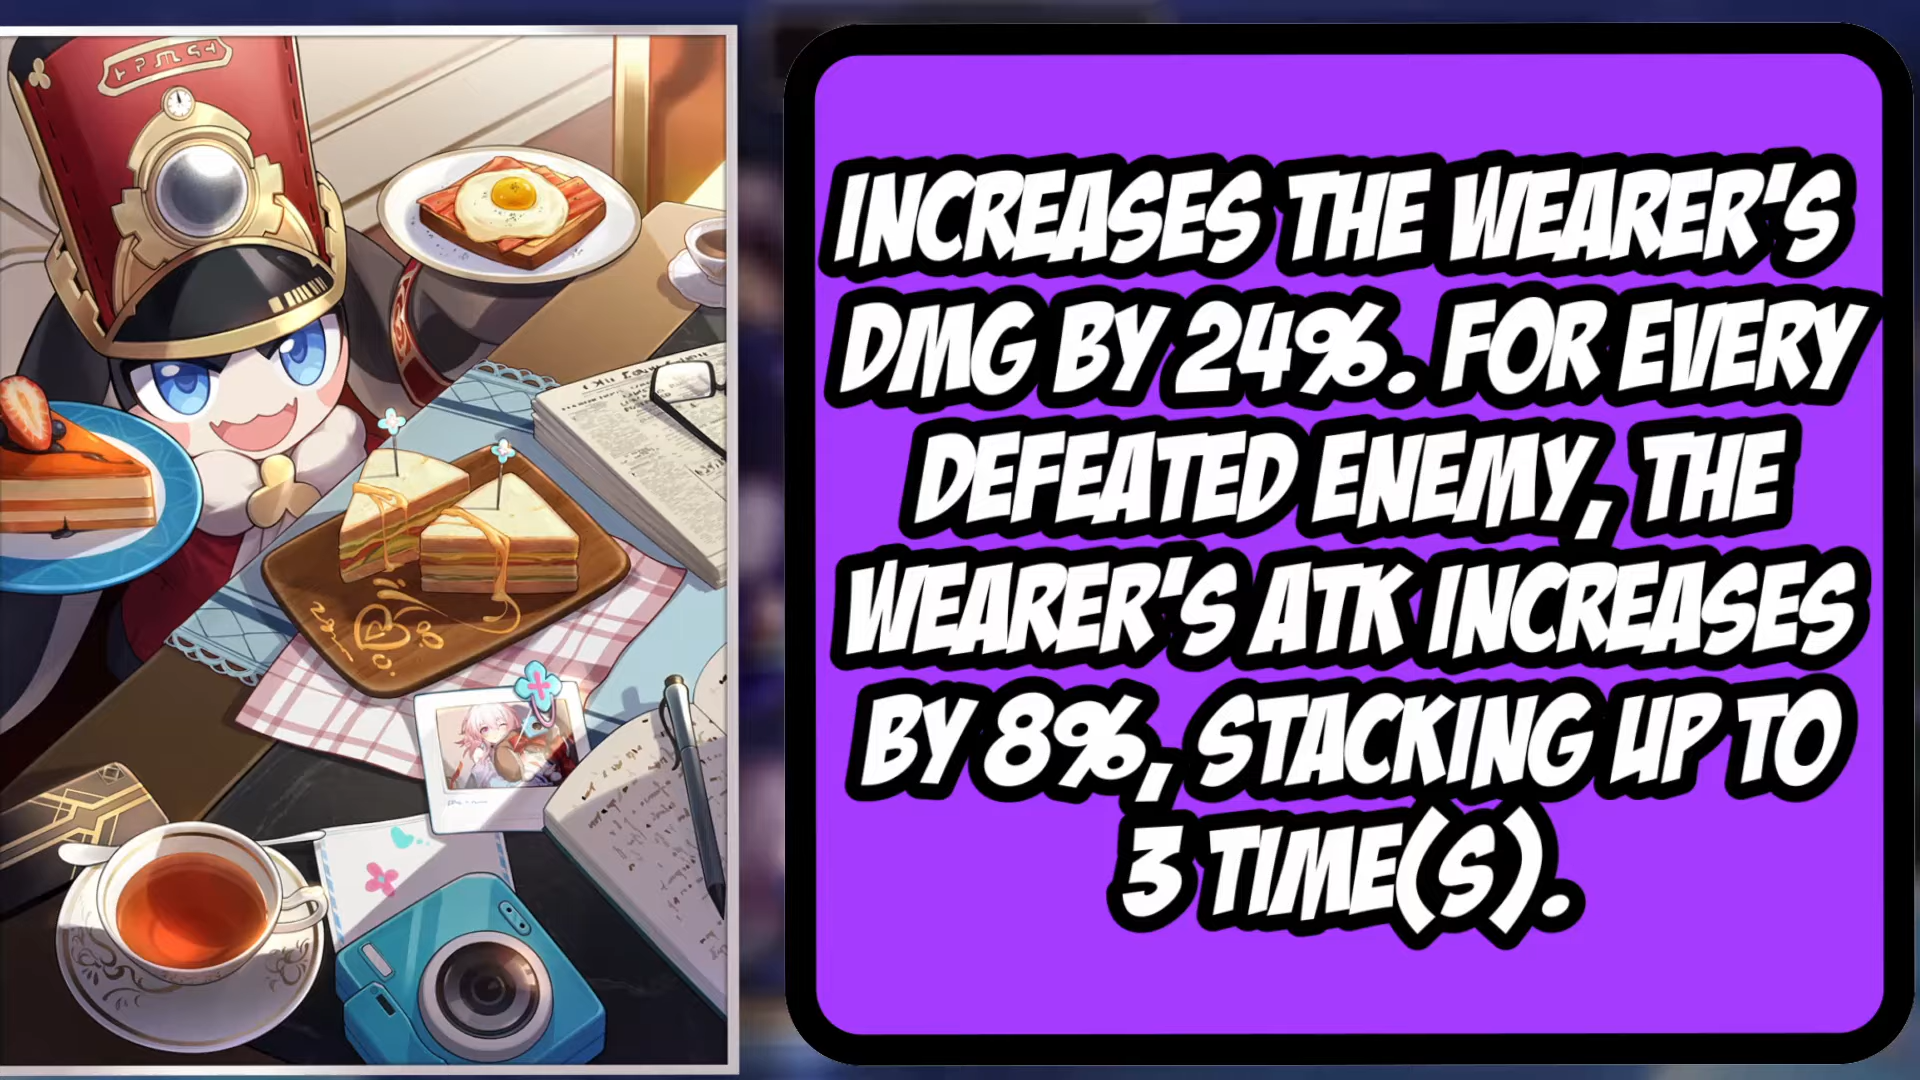 INCREASES THE WEARER'S
DMG BY 24%. FOR EVERY
DEFEATED ENEMY, THE
WEARER'S ATK INCREASES
BY 8%, STACKING UP TO
3 TIME(S).